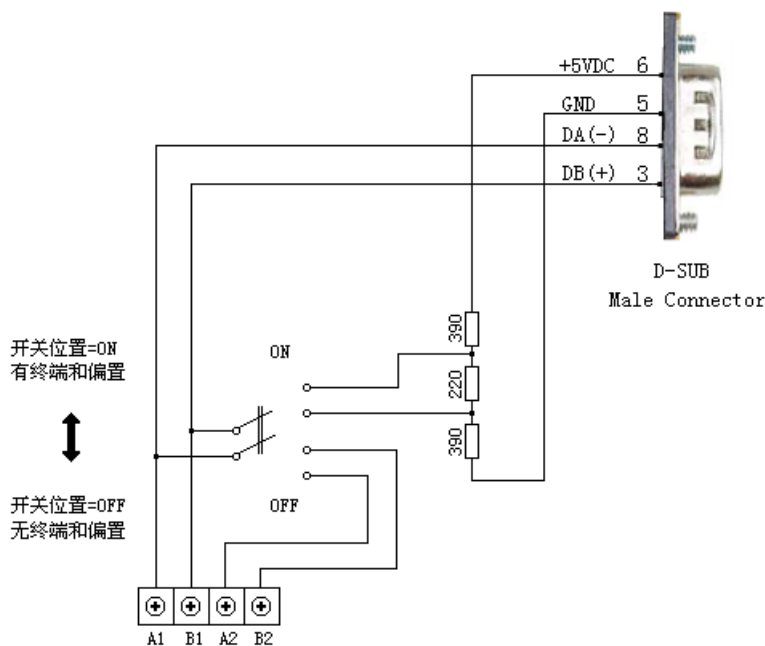 +5VDC 6
GND 5
DA(-) 8
DB(+) 3
D-SUB
Male Connector
390
220
390
ON
开关位置=ON
有终端和偏置
开关位置=OFF
无终端和偏置
OFF
A1 B1 A2 B2